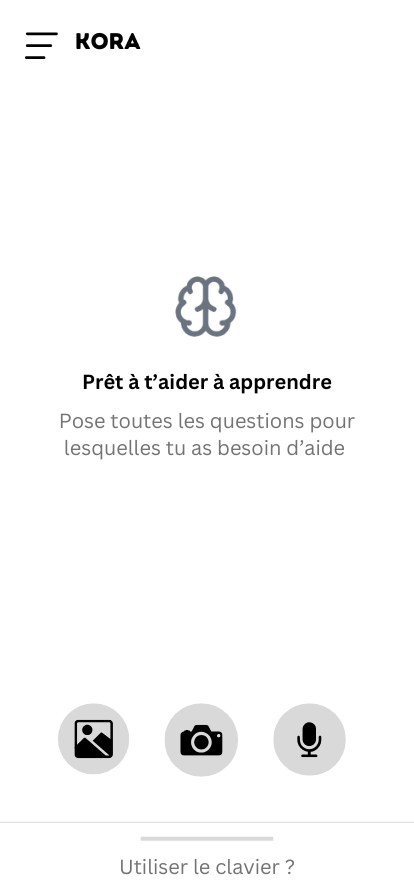 KORA
Prêt à t’aider à apprendre
Pose toutes les questions pour
lesquelles tu as besoin d’aide
Utiliser le clavier ?